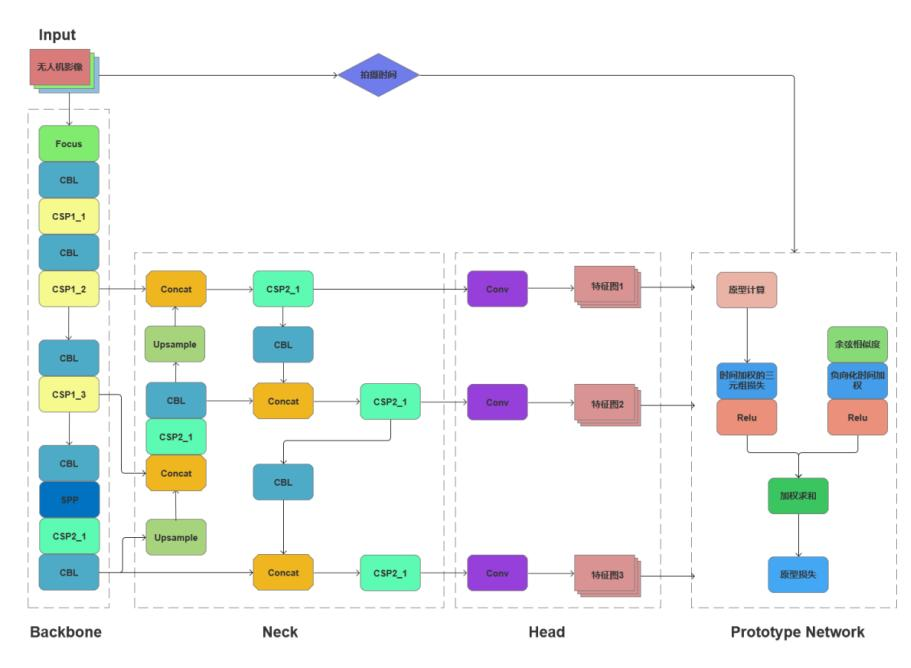 Input
无人机影像
拍摄时间
Focus
CBL
CSP1_1
CBL
CSP1_2
CBL
CSP1_3
CBL
SPP
CSP2_1
CBL
Backbone
Concat
CSP2_1
Upsample
CBL
CBL
Concat
CSP2_1
CSP2_1
Concat
CBL
Upsample
Concat
CSP2_1
Neck
Conv
特征图1
Conv
特征图2
Conv
特征图3
Head
原型计算
余弦相似度
时间加权的三
元组损失
负向化时间加
权
Relu
Relu
加权求和
原型损失
Prototype Network